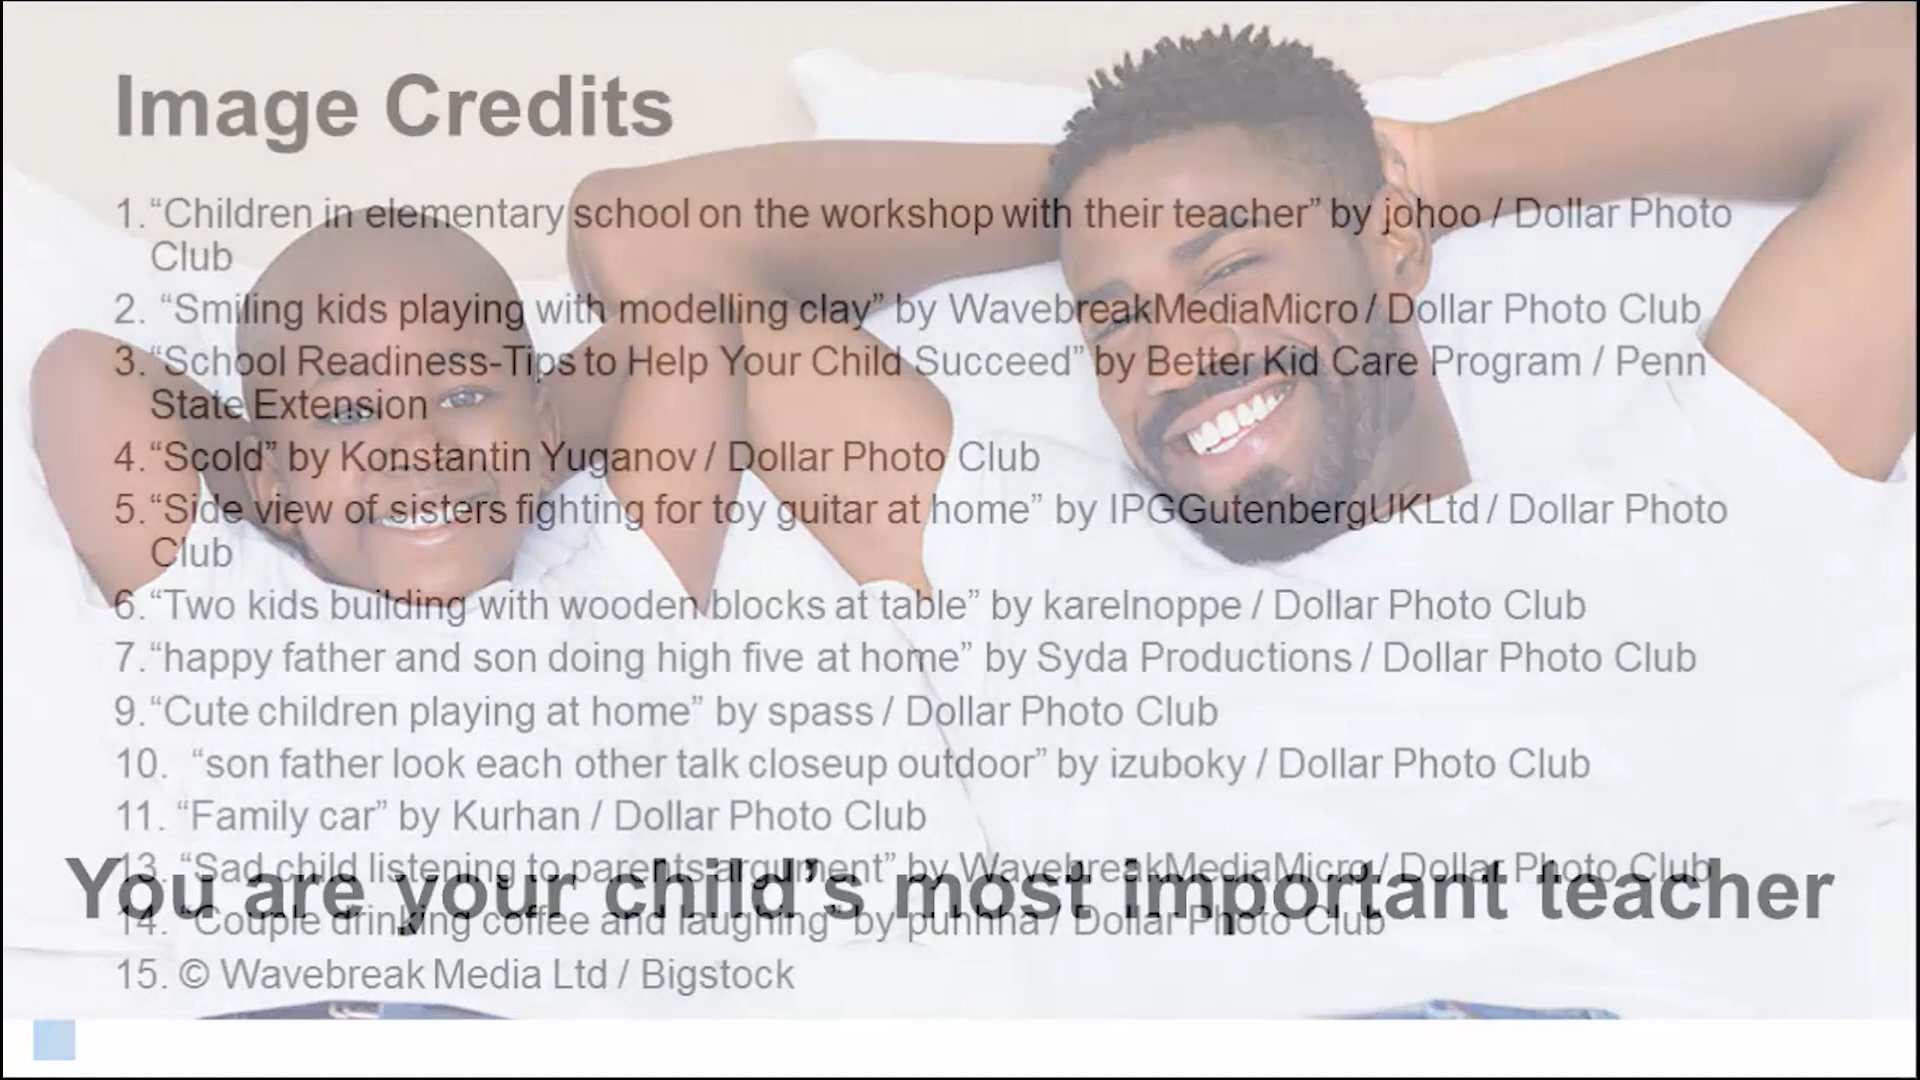 Image Credits
1. “Children in elementary school on the workshop with their teacher” by johoo / Dollar Photo
Club
2. “Smiling kids playing with modelling clay” by WavebreakMediaMicro / Dollar Photo Club
3. “School Readiness-Tips to Help Your Child Succeed” by Better Kid Care Program / Penn
State Extension
4. “Scold” by Konstantin Yuganov / Dollar Photo Club
5. “Side view of sisters fighting for toy guitar at home” by IPGGutenbergUKLtd / Dollar Photo
Club
6. “Two kids building with wooden blocks at table” by karelnoppe / Dollar Photo Club
7. “happy father and son doing high five at home” by Syda Productions / Dollar Photo Club
9. “Cute children playing at home” by spass / Dollar Photo Club
10. “son father look each other talk closeup outdoor” by izuboky / Dollar Photo Club
11. “Family car” by Kurhan / Dollar Photo Club
13. “Sad child listening to parents argument” by WavebreakMediaMicro / Dollar Photo Club
You are your child’s most important teacher
14. “Couple drinking coffee and laughing” by / Dollar Photo Club
15. © Wavebreak Media Ltd / Bigstock